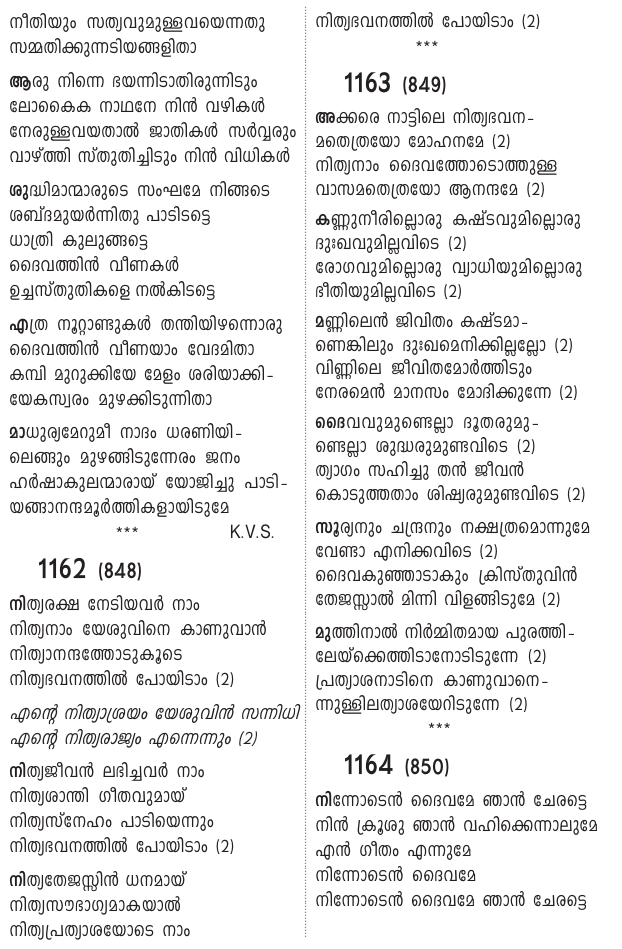 നീതിയും സത്യവുമുള്ളവയെന്നതു
സമ്മതിക്കുന്നടിയങ്ങളിതാ
ആരു നിന്നെ ഭയന്നിടാതിരുന്നിടും
ലോകൈക നാഥനേ നിൻ വഴികൾ
നേരുള്ളവയതാൽ ജാതികൾ സർവ്വരും
വാഴ്ത്തി സ്തുതിച്ചിടും നിൻ വിധികൾ
ശുദ്ധിമാന്മാരുടെ സംഘമേ നിങ്ങടെ
ശബ്ദമുയർന്നിതു പാടിടട്ടെ
ധാത്രി കുലുങ്ങട്ടെ
ദൈവത്തിൻ വീണകൾ
ഉച്ചസ്തുതികളെ നൽകിടട്ടെ
എത്ര നൂറ്റാണ്ടുകൾ തന്തിയിഴന്നൊരു
ദൈവത്തിൻ വീണയാം വേദമിതാ
കമ്പി മുറുക്കിയേ മേളം ശരിയാക്കി-
യേകസ്വരം മുഴക്കിടുന്നിതാ
മാധുര്യമേറുമീ നാദം ധരണിയി-
ലെങ്ങും മുഴങ്ങിടുന്നേരം ജനം
ഹർഷാകുലന്മാരായ് യോജിച്ചു പാടി-
യങ്ങാനന്ദമൂർത്തികളായിടുമേ
*** K.V.S.
1162 (848)
നിത്യരക്ഷ നേടിയവർ നാം
നിത്യനാം യേശുവിനെ കാണുവാൻ
നിത്യാനന്ദത്തോടുകൂടെ
നിത്യഭവനത്തിൽ പോയിടാം (2)
എന്റെ നിത്യാശ്രയം യേശുവിൻ സന്നിധി
എന്റെ നിത്യരാജ്യം എന്നെന്നും (2)
നിത്യജീവൻ ലഭിച്ചവർ നാം
നിത്യശാന്തി ഗീതവുമായ്
നിത്യസ്നേഹം പാടിയെന്നും
നിത്യഭവനത്തിൽ പോയിടാം (2)
നിത്യതേജസ്സിൻ ധനമായ്
നിത്യസൗഭാഗ്യമാകയാൽ
നിത്യപ്രത്യാശയോടെ നാം
നിത്യഭവനത്തിൽ പോയിടാം (2)
***
1163 (849)
അക്കരെ നാട്ടിലെ നിത്യഭവന-
മതെത്രയോ മോഹനമേ (2)
നിത്യനാം ദൈവത്തോടൊത്തുള്ള
വാസമതെത്രയോ ആനന്ദമേ (2)
കണ്ണുനീരില്ലൊരു കഷ്ടവുമില്ലൊരു
ദുഃഖവുമില്ലവിടെ (2)
രോഗവുമില്ലൊരു വ്യാധിയുമില്ലൊരു
ഭീതിയുമില്ലവിടെ (2)
മണ്ണിലെൻ ജിവിതം കഷ്ടമാ-
ണെങ്കിലും ദുഃഖമെനിക്കില്ലല്ലോ (2)
വിണ്ണിലെ ജീവിതമോർത്തിടും
നേരമെൻ മാനസം മോദിക്കുന്നേ (2)
ദൈവവുമുണ്ടെല്ലാ ദൂതരുമു-
ണ്ടെല്ലാ ശുദ്ധരുമുണ്ടവിടെ (2)
ത്യാഗം സഹിച്ചു തൻ ജീവൻ
കൊടുത്തതാം ശിഷ്യരുമുണ്ടവിടെ (2)
സൂര്യനും ചന്ദ്രനും നക്ഷത്രമൊന്നുമേ
വേണ്ടാ എനിക്കവിടെ (2)
ദൈവകുഞ്ഞാടാകും ക്രിസ്തുവിൻ
തേജസ്സാൽ മിന്നി വിളങ്ങിടുമേ (2)
മുത്തിനാൽ നിർമ്മിതമായ പുരത്തി-
ലേയ്ക്കെത്തിടാനോടിടുന്നേ (2)
പ്രത്യാശനാടിനെ കാണുവാനെ-
ന്നുള്ളിലത്യാശയേറിടുന്നേ (2)
***
1164 (850)
നിന്നോടെൻ ദൈവമേ ഞാൻ ചേരട്ടെ
നിൻ ക്രൂശു ഞാൻ വഹിക്കെന്നാലുമേ
എൻ ഗീതം എന്നുമേ
നിന്നോടെൻ ദൈവമേ
നിന്നോടെൻ ദൈവമേ ഞാൻ ചേരട്ടെ